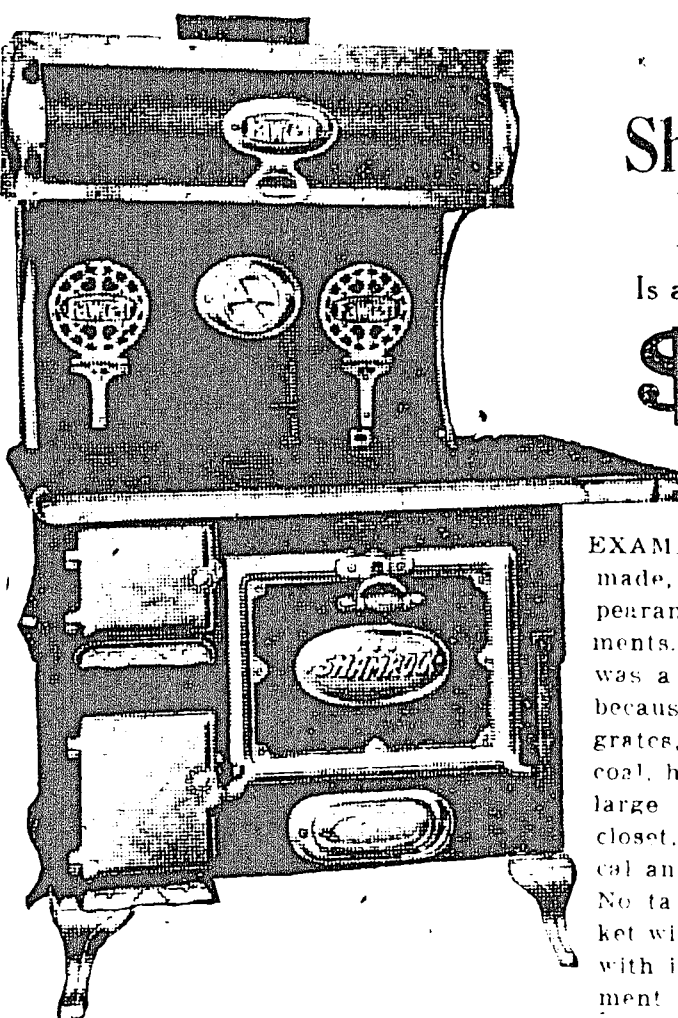 Fawcett
Fawcett
Fawcett
SHAMROCK
Sh
Is a
$
EXAM
made,
pearan
ments.
was a
becaus
grates,
coal, h
large
closet.
cal an
No ta
ket wi
with i
ment